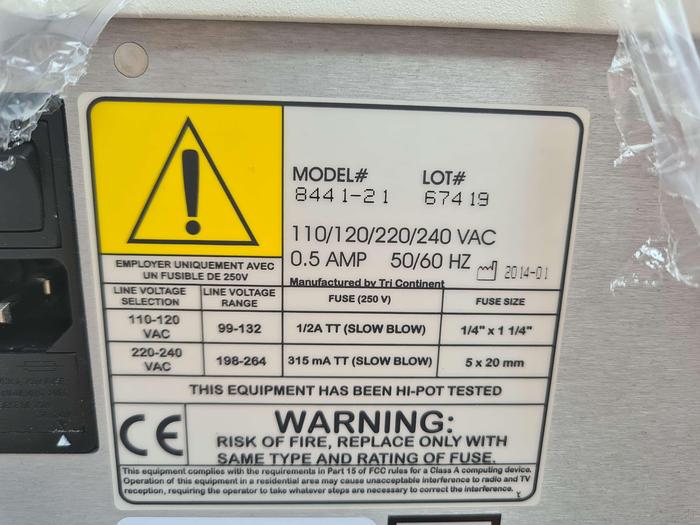 MODEL# LOT#
8441-21 67419
110/120/220/240 VAC
0.5 AMP 50/60 HZ 2014-01
Manufactured by Tri Continent
EMPLOYER UNIQUEMENT AVEC
UN FUSIBLE DE 250V
LINE VOLTAGE SELECTION LINE VOLTAGE RANGE FUSE (250 V) FUSE SIZE
110-120 VAC 99-132 1/2A TT (SLOW BLOW) 1/4" x 1 1/4"
220-240 VAC 198-264 315 mA TT (SLOW BLOW) 5 x 20 mm
THIS EQUIPMENT HAS BEEN HI-POT TESTED
CE WARNING:
RISK OF FIRE, REPLACE ONLY WITH
SAME TYPE AND RATING OF FUSE.
This equipment complies with the requirements in Part 15 of FCC rules for a Class A computing device.
Operation of this equipment in a residential area may cause unacceptable interference to radio and TV
reception, requiring the operator to take whatever steps are necessary to correct the interference.